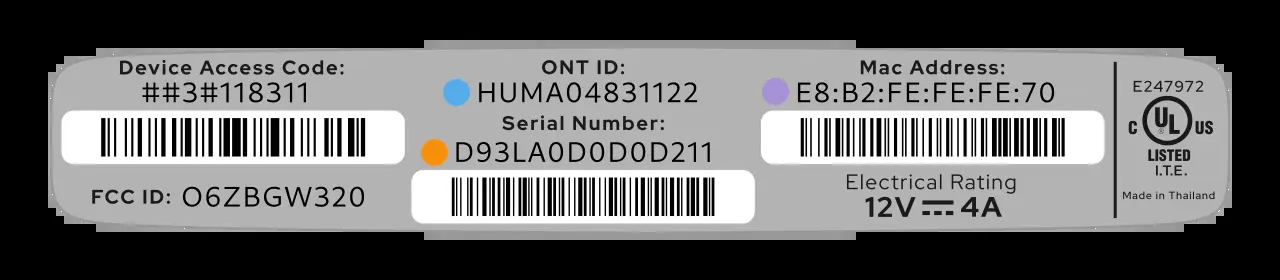 Device Access Code:
##3#118311
FCC ID: O6ZBGW320
ONT ID:
HUMA04831122
Serial Number:
D93LA0D0D0D211
Mac Address:
E8:B2:FE:FE:FE:70
Electrical Rating
12V ⎓ 4A
E247972
C UL US
LISTED
I.T.E.
Made in Thailand